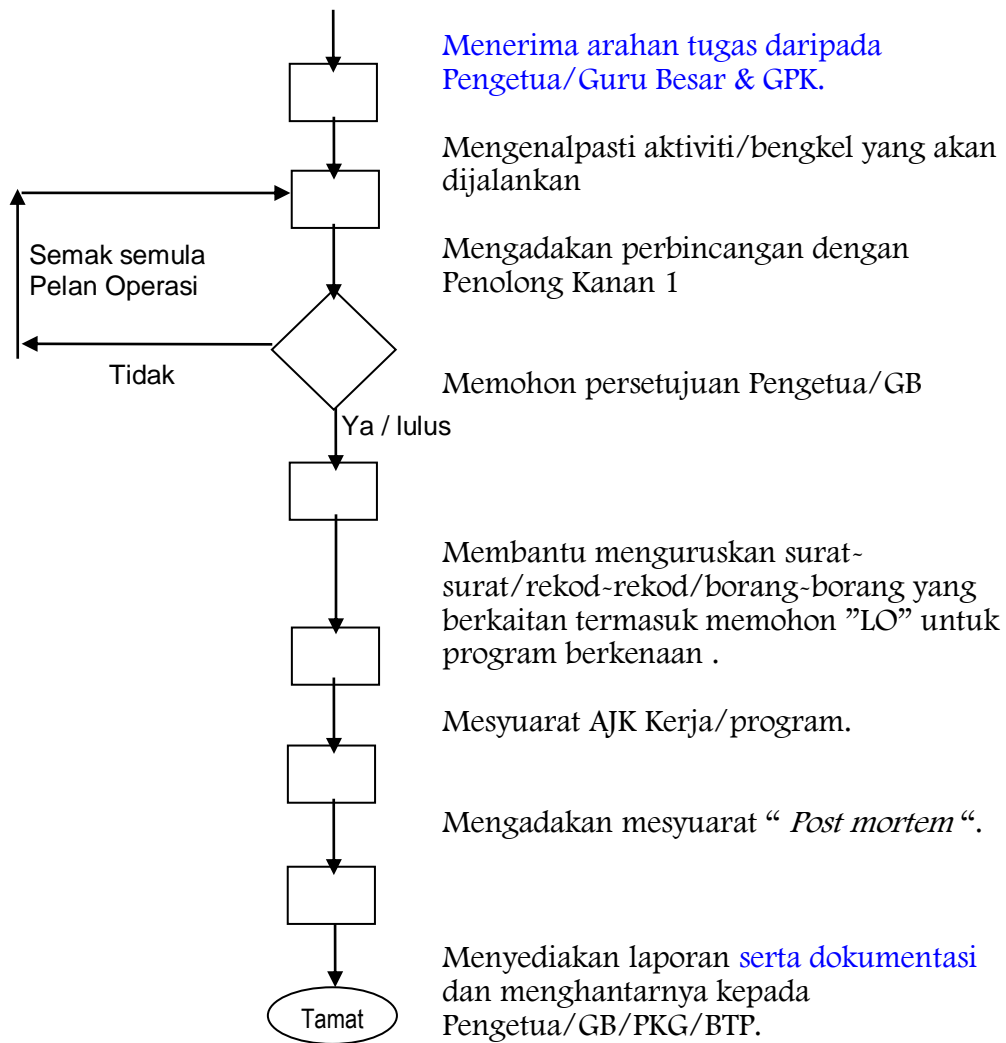 Menerima arahan tugas daripada
Pengetua/Guru Besar & GPK.
Mengenalpasti aktiviti/bengkel yang akan
dijalankan
Semak semula
Pelan Operasi
Mengadakan perbincangan dengan
Penolong Kanan 1
Tidak
Memohon persetujuan Pengetua/GB
Ya / lulus
Membantu menguruskan surat-
surat/rekod-rekod/borang-borang yang
berkaitan termasuk memohon ”LO” untuk
program berkenaan .
Mesyuarat AJK Kerja/program.
Mengadakan mesyuarat “ Post mortem “.
Menyediakan laporan serta dokumentasi
dan menghantarnya kepada
Pengetua/GB/PKG/BTP.
Tamat